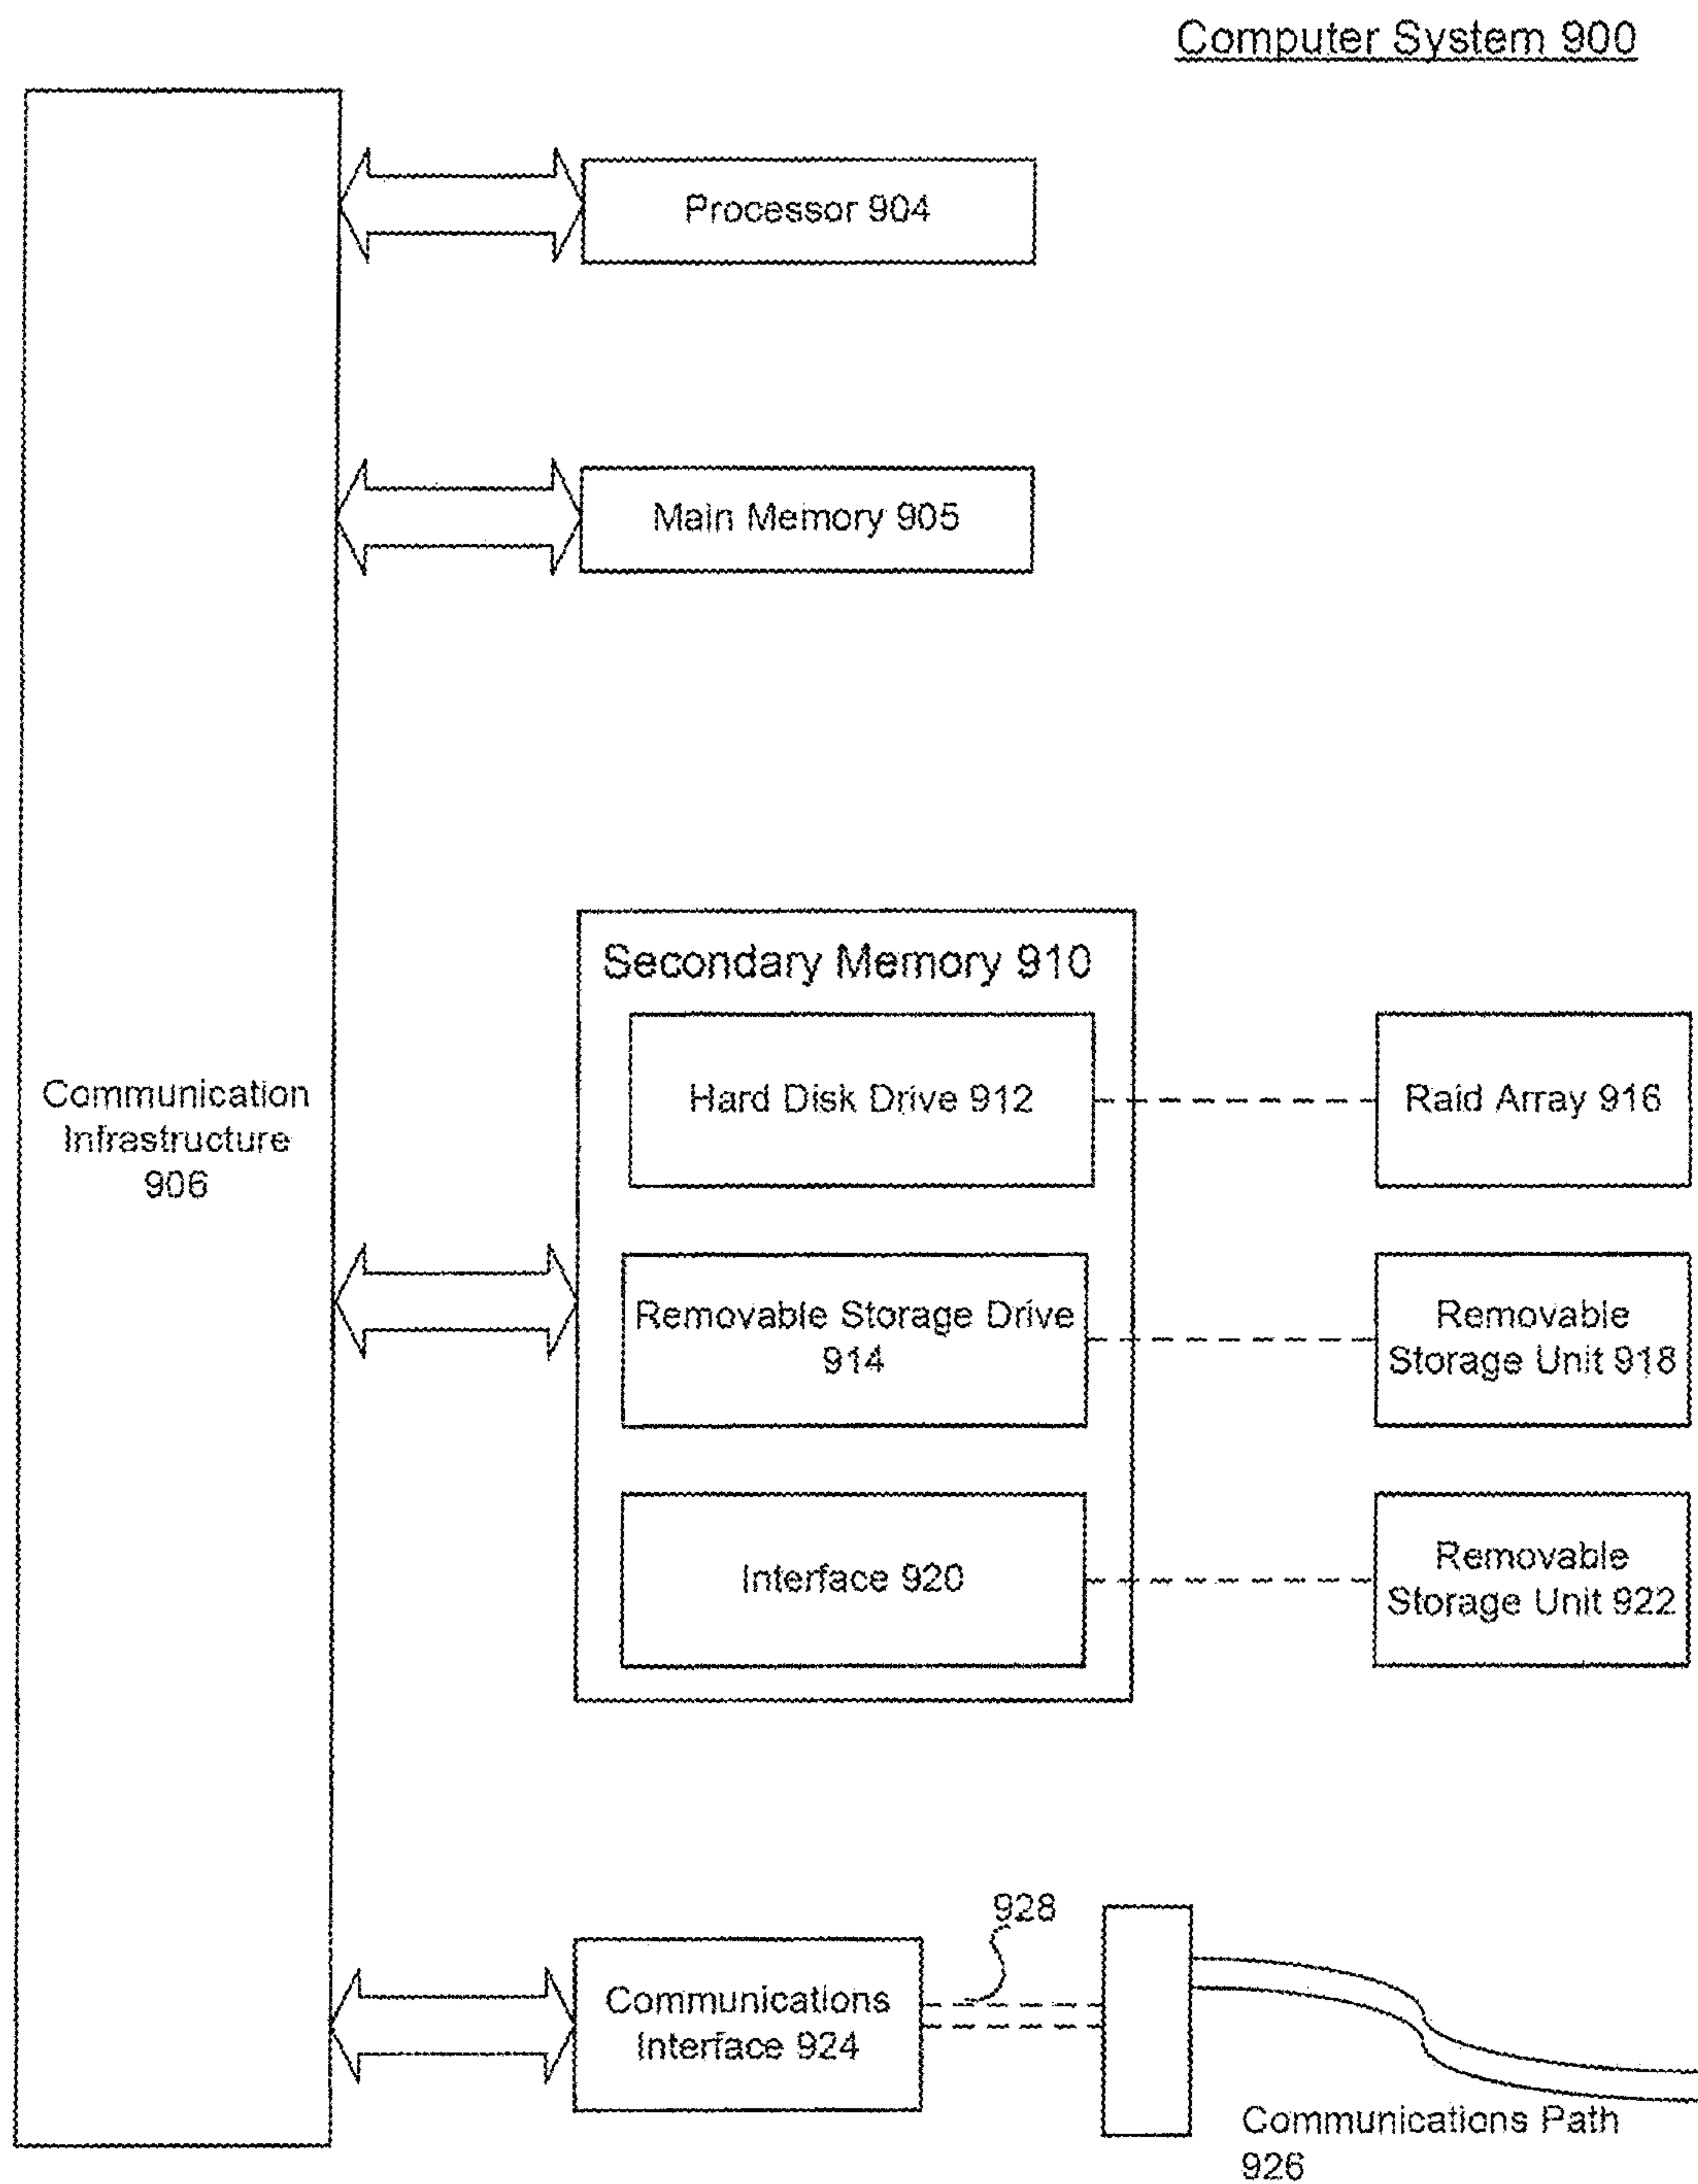 Computer System 900
Processor 904
Main Memory 905
Communication
Infrastructure
906
Secondary Memory 910
Hard Disk Drive 912
Raid Array 916
Removable Storage Drive
914
Removable
Storage Unit 918
Interface 920
Removable
Storage Unit 922
928
Communications
Interface 924
Communications Path
926